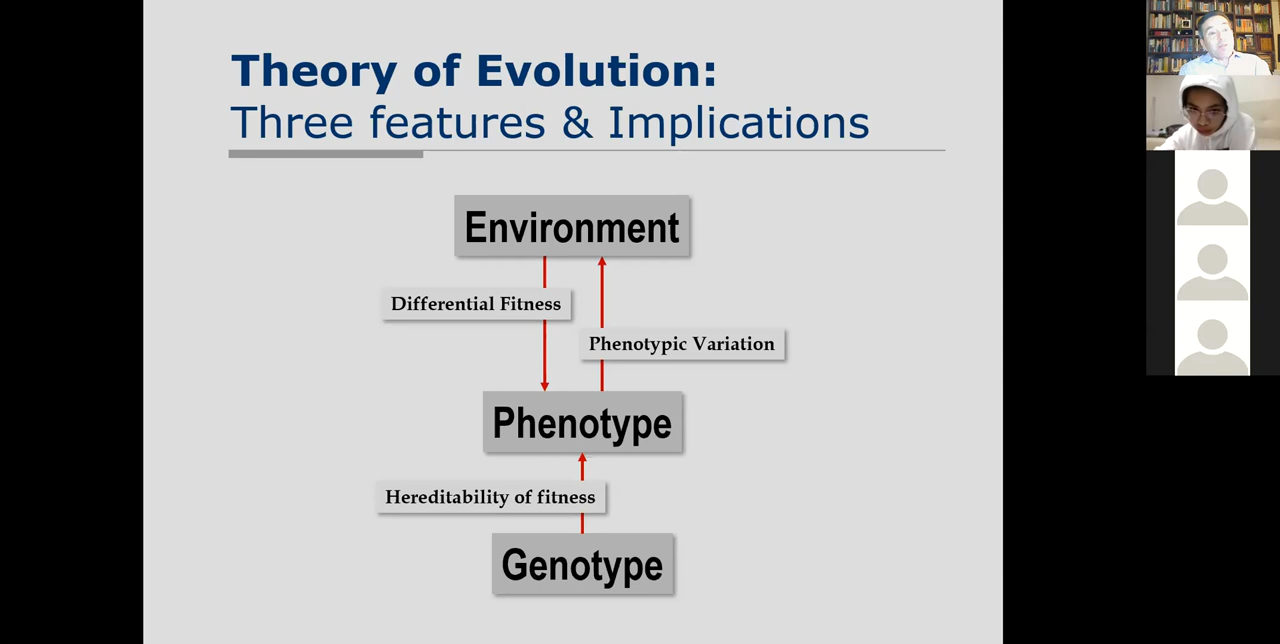 Theory of Evolution:
Three features & Implications
Environment
Differential Fitness
Phenotypic Variation
Phenotype
Hereditability of fitness
Genotype